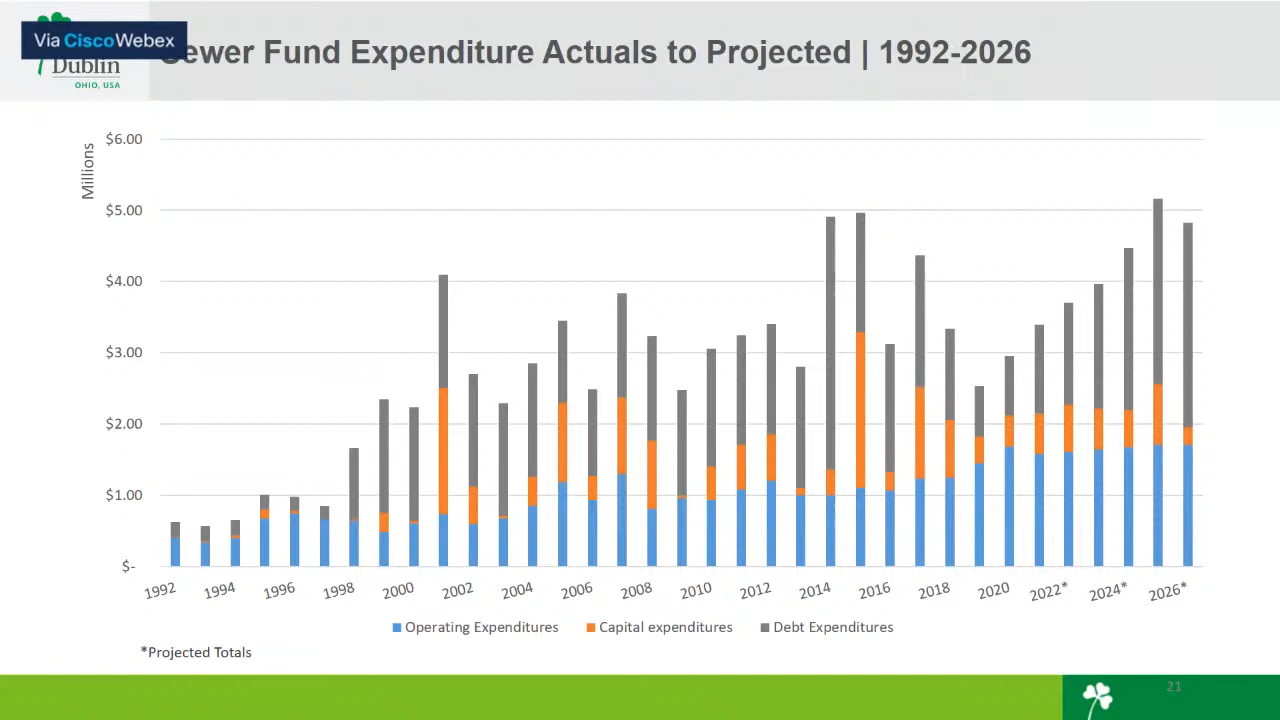 Via CiscoWebex
Sewer Fund Expenditure Actuals to Projected | 1992-2026
Dublin
OHIO, USA
Millions
$6.00
$5.00
$4.00
$3.00
$2.00
$1.00
$-
1992 1994 1996 1998 2000 2002 2004 2006 2008 2010 2012 2014 2016 2018 2020 2022* 2024* 2026*
Operating Expenditures Capital expenditures Debt Expenditures
*Projected Totals
21